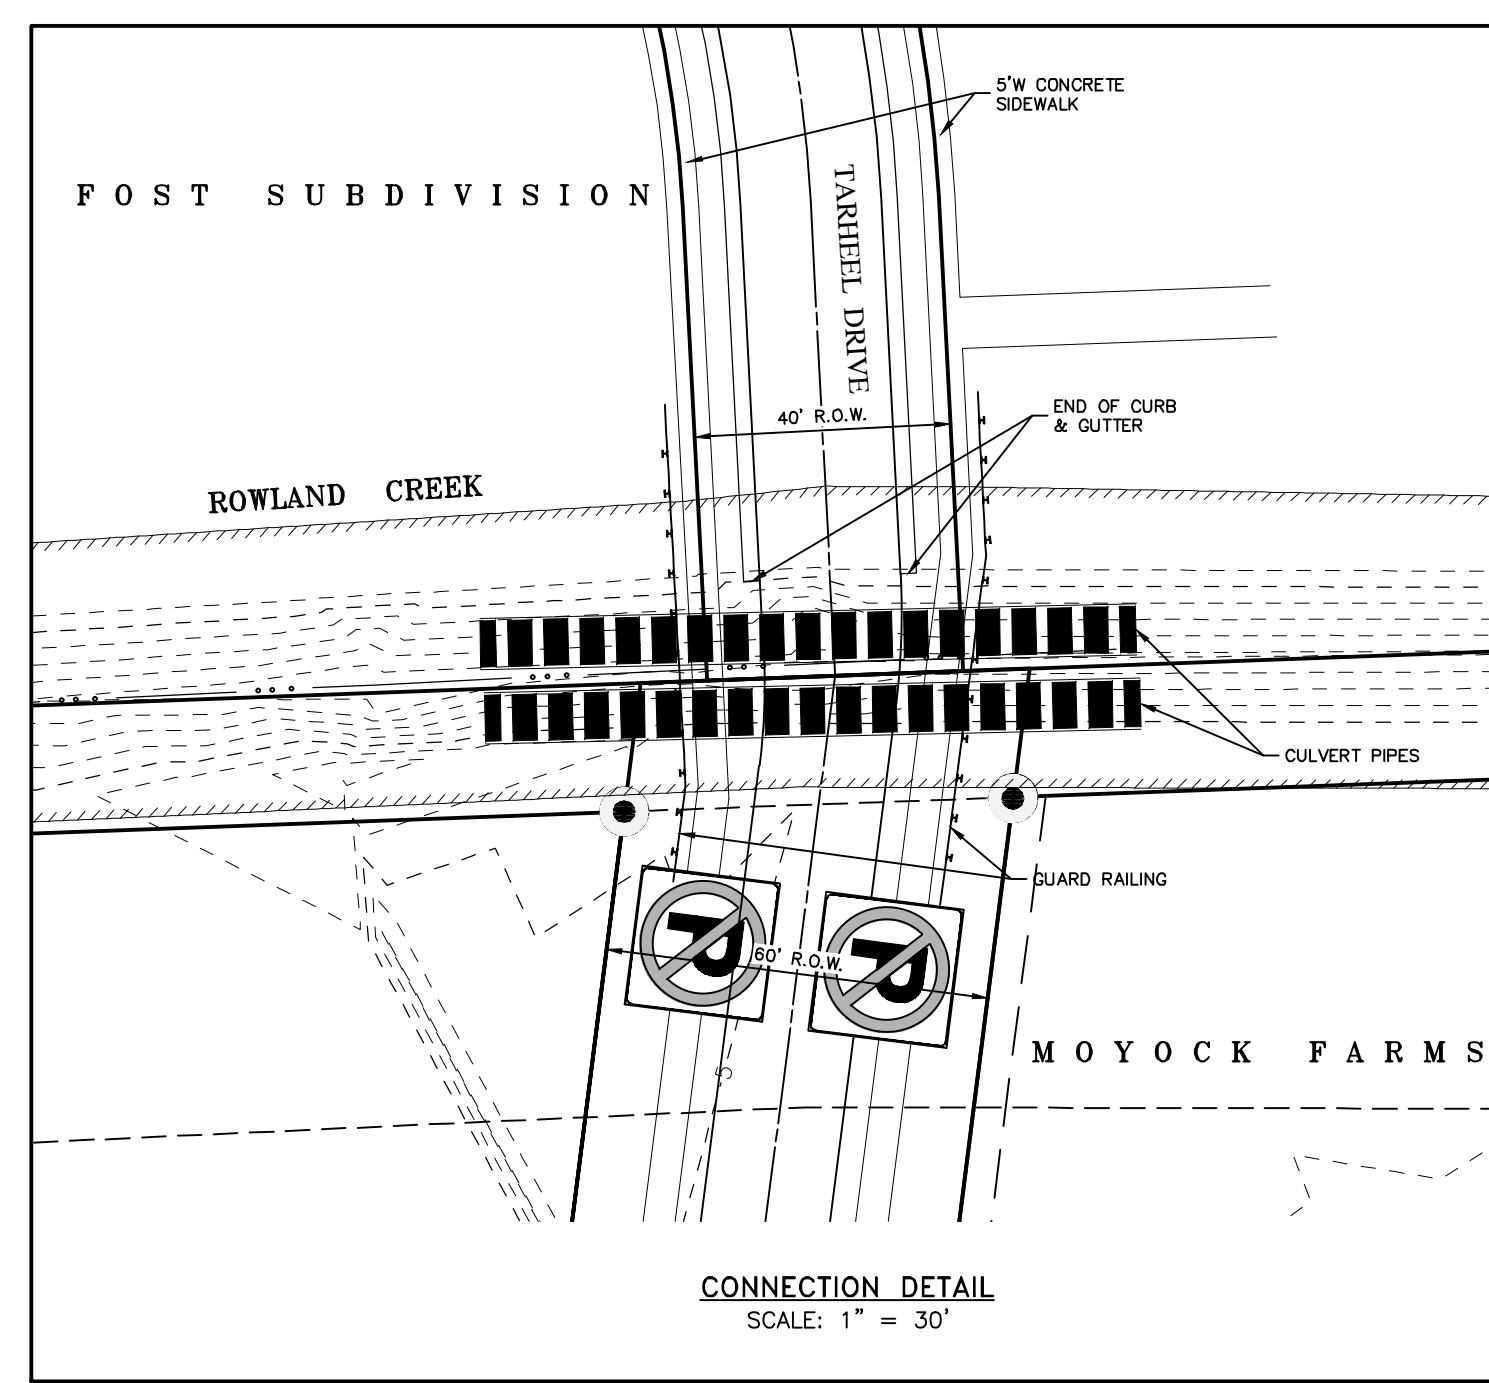 5'W CONCRETE
SIDEWALK
FOST SUBDIVISION
TARHEEL DRIVE
END OF CURB
& GUTTER
40' R.O.W.
ROWLAND CREEK
CULVERT PIPES
GUARD RAILING
P
P
60' R.O.W.
MOYOCK FARMS
5
CONNECTION DETAIL
SCALE: 1" = 30'